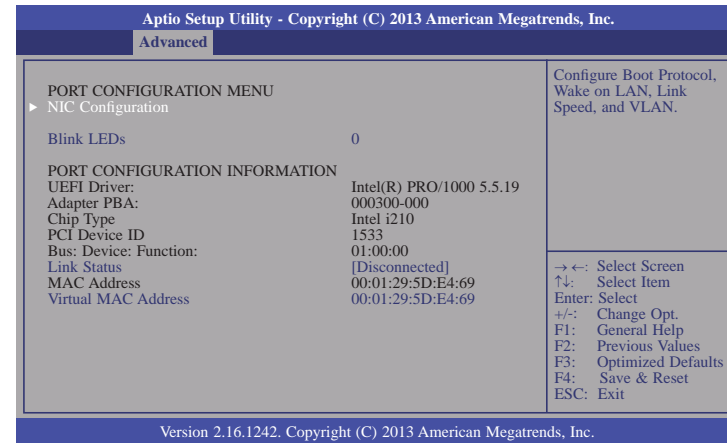 Aptio Setup Utility - Copyright (C) 2013 American Megatrends, Inc.
Advanced
PORT CONFIGURATION MENU
▶ NIC Configuration
Blink LEDs 0
PORT CONFIGURATION INFORMATION
UEFI Driver: Intel(R) PRO/1000 5.5.19
Adapter PBA: 000300-000
Chip Type Intel i210
PCI Device ID 1533
Bus: Device: Function: 01:00:00
Link Status [Disconnected]
MAC Address 00:01:29:5D:E4:69
Virtual MAC Address 00:01:29:5D:E4:69
Configure Boot Protocol,
Wake on LAN, Link
Speed, and VLAN.
→←: Select Screen
↑↓: Select Item
Enter: Select
+/-: Change Opt.
F1: General Help
F2: Previous Values
F3: Optimized Defaults
F4: Save & Reset
ESC: Exit
Version 2.16.1242. Copyright (C) 2013 American Megatrends, Inc.